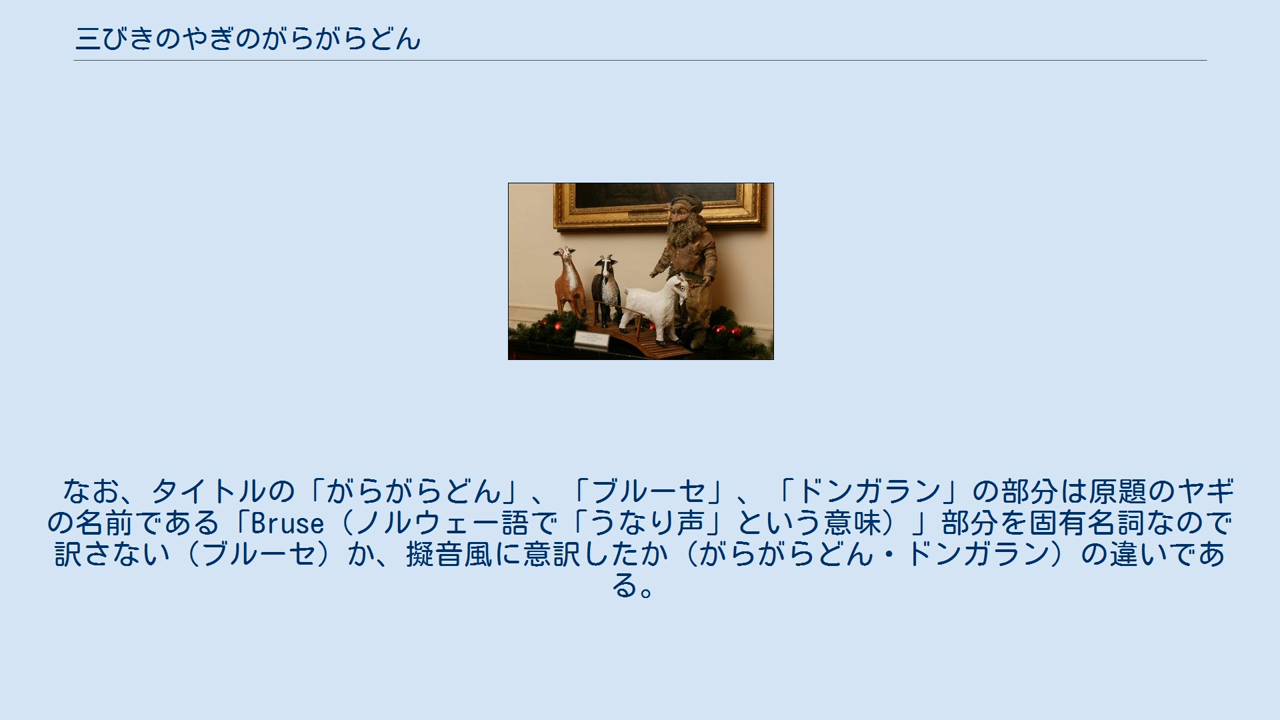 三びきのやぎのがらがらどん
なお、タイトルの「がらがらどん」、「ブルーセ」、「ドンガラン」の部分は原題のヤギ
の名前である「Bruse（ノルウェー語で「うなり声」という意味）」部分を固有名詞なので
訳さない（ブルーセ）か、擬音風に意訳したか（がらがらどん・ドンガラン）の違いであ
る。